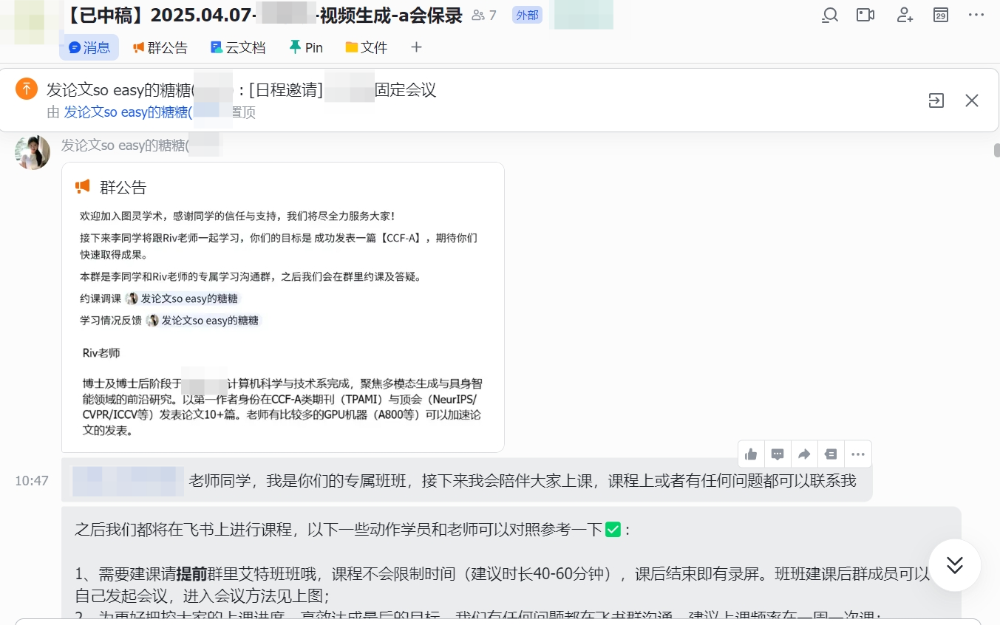 【已中稿】2025.04.07- -视频生成-a会保录 7 外部
消息 群公告 云文档 Pin 文件
发论文so easy的糖糖( ) : [日程邀请] 固定会议
由 发论文so easy的糖糖( 置顶
发论文so easy的糖糖(
群公告
欢迎加入图灵学术，感谢同学的信任与支持，我们将尽全力服务大家！
接下来李同学将跟Riv老师一起学习，你们的目标是 成功发表一篇【CCF-A】，期待你们
快速取得成果。
本群是李同学和Riv老师的专属学习沟通群，之后我们会在群里约课及答疑。
约课调课 发论文so easy的糖糖
学习情况反馈 发论文so easy的糖糖
Riv老师
博士及博士后阶段于 计算机科学与技术系完成，聚焦多模态生成与具身智
能领域的前沿研究。以第一作者身份在CCF-A类期刊（TPAMI）与顶会（NeurIPS/
CVPR/ICCV等）发表论文10+篇。老师有比较多的GPU机器（A800等）可以加速论
文的发表。
10:47 老师同学，我是你们的专属班班，接下来我会陪伴大家上课，课程上或者有任何问题都可以联系我
之后我们都将在飞书上进行课程，以下一些动作学员和老师可以对照参考一下✅：
1、需要建课请提前群里艾特班班哦，课程不会限制时间（建议时长40-60分钟），课后结束即有录屏。班班建课后群成员可以
自己发起会议，进入会议方法见上图；
2、为更好把控大家的上课进度，高效达成最后的目标，我们有任何问题都在飞书群沟通，建议上课频率在一周一次课；